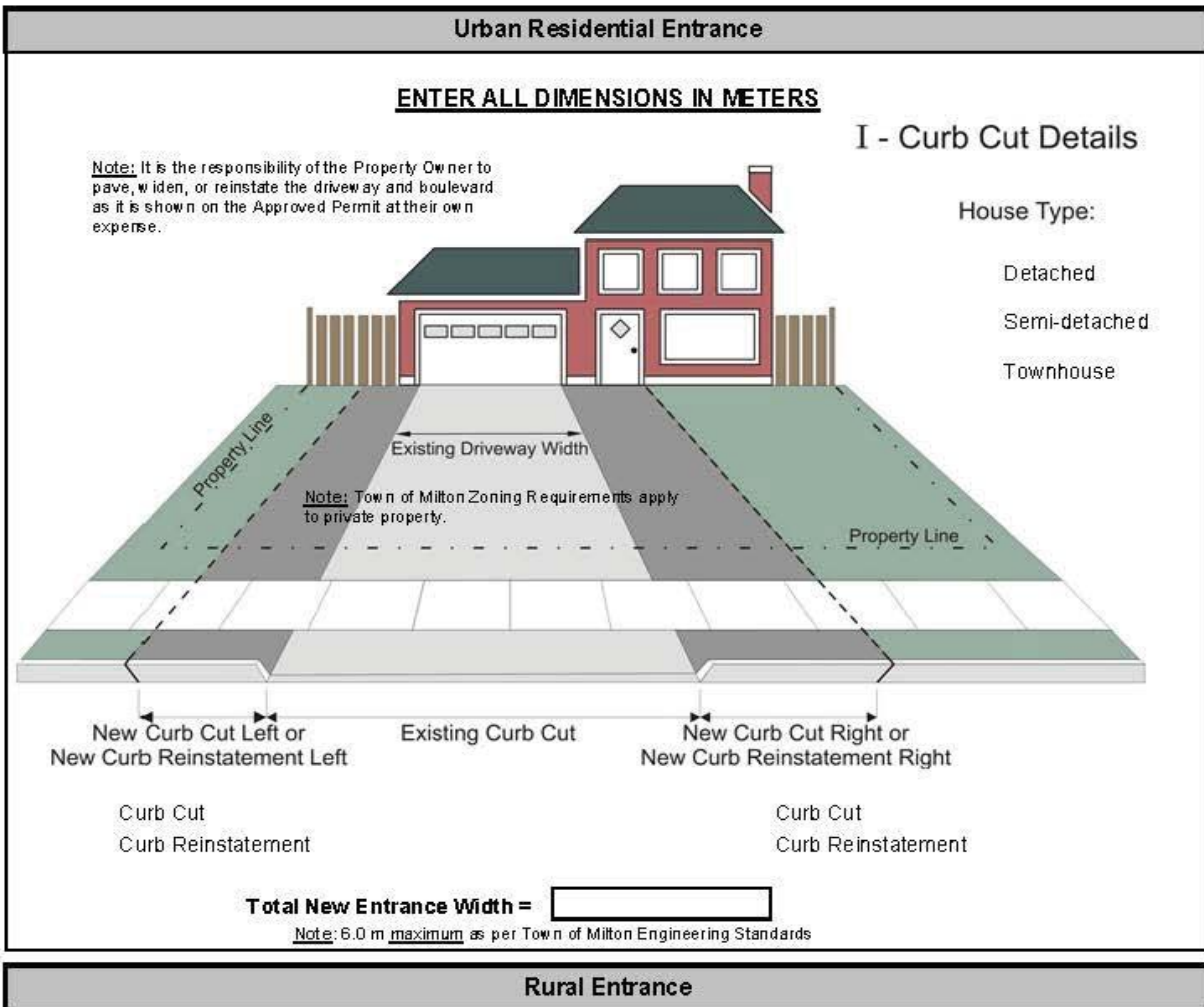 Urban Residential Entrance
ENTER ALL DIMENSIONS IN METERS
I - Curb Cut Details
Note: It is the responsibility of the Property Owner to
pave, widen, or reinstate the driveway and boulevard
as it is shown on the Approved Permit at their own
expense.
House Type:
Detached
Semi-detached
Townhouse
Property Line
Existing Driveway Width
Note: Town of Milton Zoning Requirements apply
to private property.
Property Line
New Curb Cut Left or
New Curb Reinstatement Left
Existing Curb Cut
New Curb Cut Right or
New Curb Reinstatement Right
Curb Cut
Curb Reinstatement
Curb Cut
Curb Reinstatement
Total New Entrance Width =
Note: 6.0 m maximum as per Town of Milton Engineering Standards
Rural Entrance